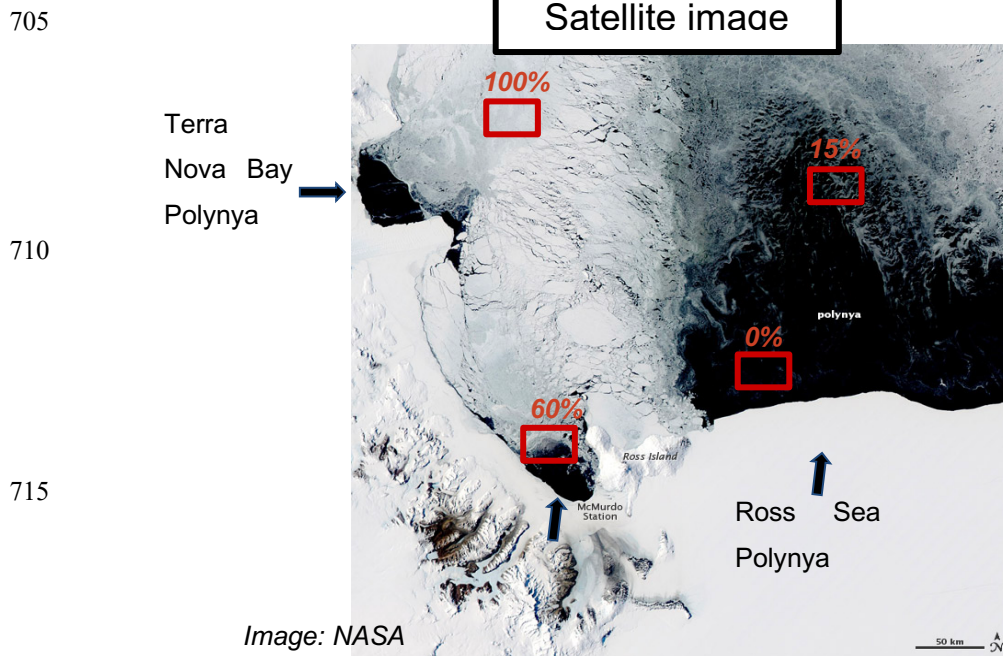 705
Satellite image
100%
Terra
Nova Bay
Polynya
15%
710
polynya
0%
60%
Ross Island
715
McMurdo
Station
Ross Sea
Polynya
Image: NASA
50 km
N